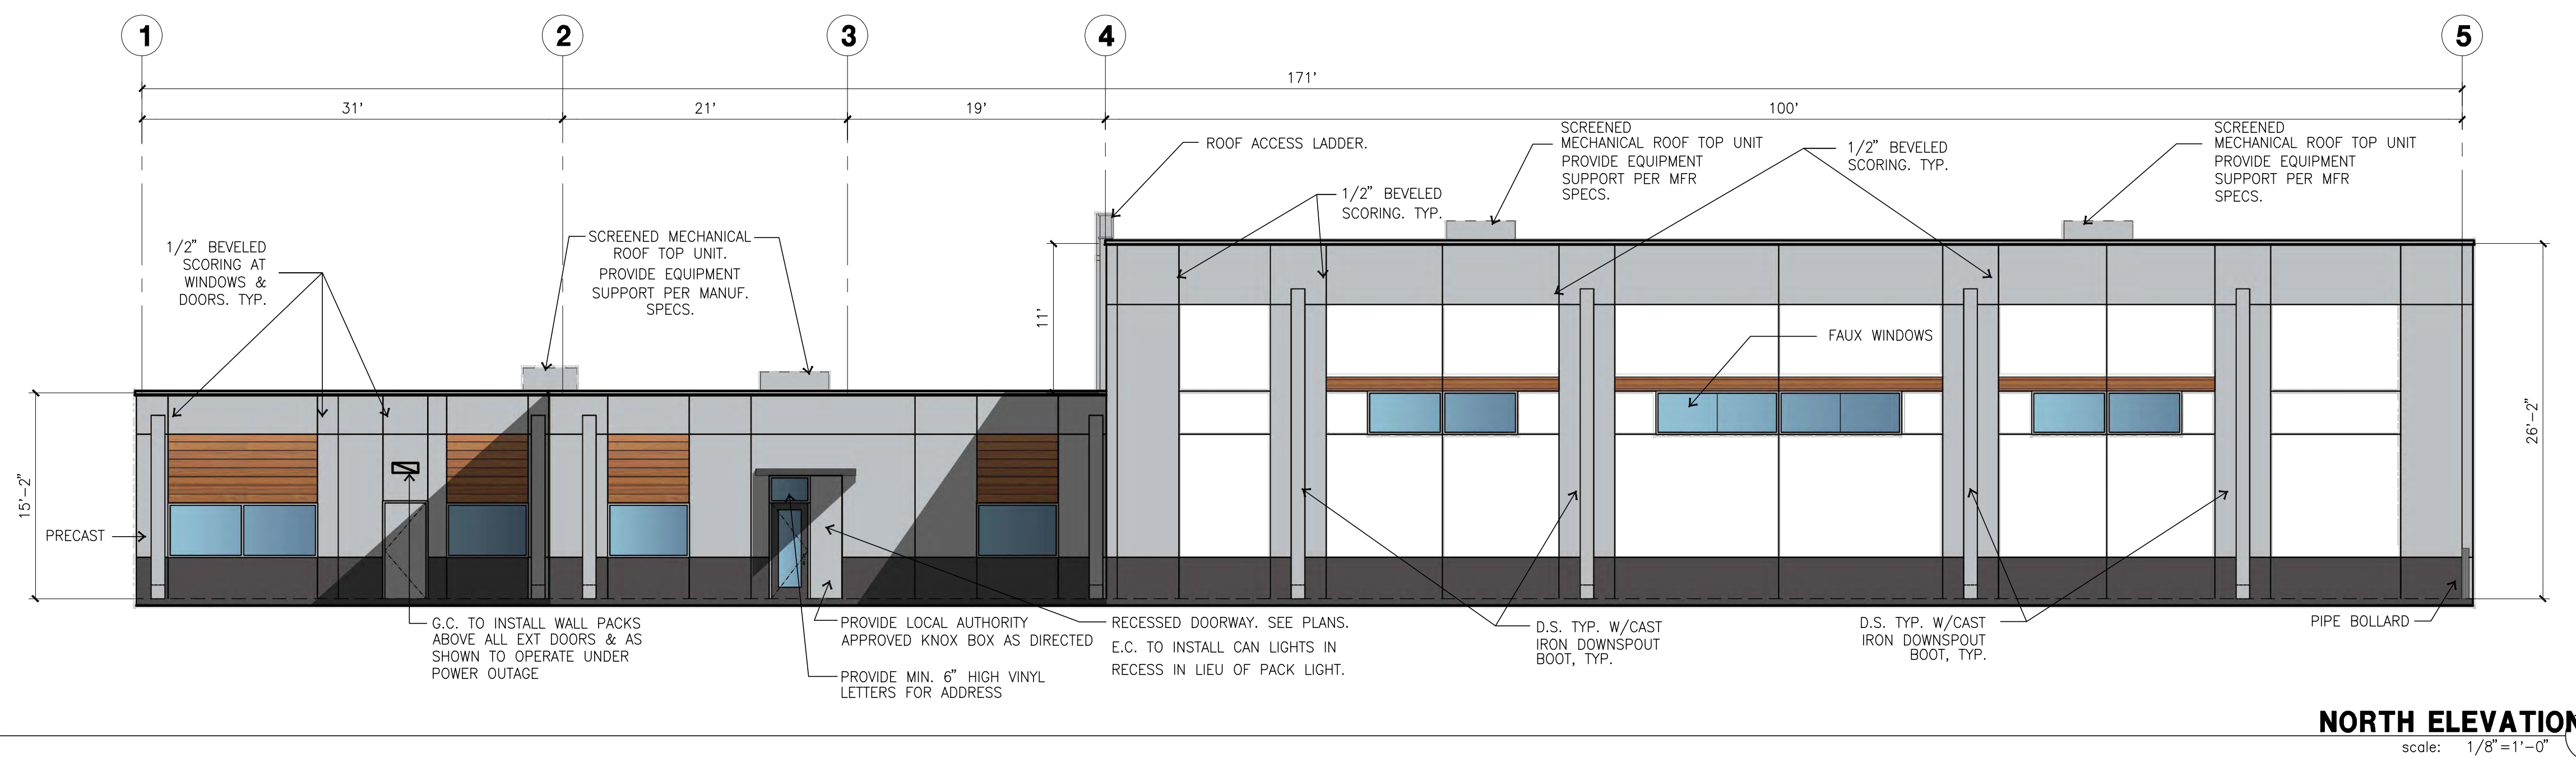 1
2
3
4
5
171'
31'
21'
19'
100'
ROOF ACCESS LADDER.
SCREENED
MECHANICAL ROOF TOP UNIT
PROVIDE EQUIPMENT
SUPPORT PER MFR
SPECS.
1/2" BEVELED
SCORING. TYP.
SCREENED
MECHANICAL ROOF TOP UNIT
PROVIDE EQUIPMENT
SUPPORT PER MFR
SPECS.
1/2" BEVELED
SCORING. TYP.
1/2" BEVELED
SCORING AT
WINDOWS &
DOORS. TYP.
SCREENED MECHANICAL
ROOF TOP UNIT.
PROVIDE EQUIPMENT
SUPPORT PER MANUF.
SPECS.
11'
FAUX WINDOWS
15'-2"
26'-2"
PRECAST
G.C. TO INSTALL WALL PACKS
ABOVE ALL EXT DOORS & AS
SHOWN TO OPERATE UNDER
POWER OUTAGE
PROVIDE LOCAL AUTHORITY
APPROVED KNOX BOX AS DIRECTED
PROVIDE MIN. 6" HIGH VINYL
LETTERS FOR ADDRESS
RECESSED DOORWAY. SEE PLANS.
E.C. TO INSTALL CAN LIGHTS IN
RECESS IN LIEU OF PACK LIGHT.
D.S. TYP. W/CAST
IRON DOWNSPOUT
BOOT, TYP.
D.S. TYP. W/CAST
IRON DOWNSPOUT
BOOT, TYP.
PIPE BOLLARD
NORTH ELEVATION
scale: 1/8"=1'-0"